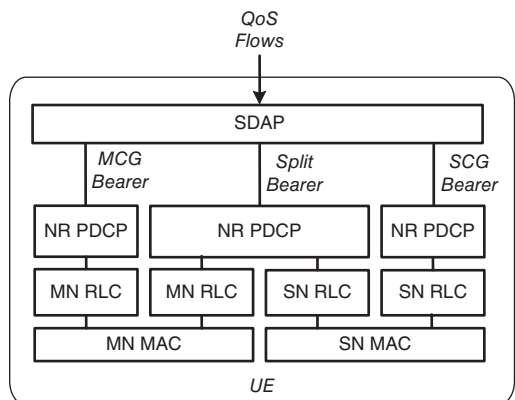 QoS
Flows
SDAP
MCG
Bearer
Split
Bearer
SCG
Bearer
NR PDCP
NR PDCP
NR PDCP
MN RLC
MN RLC
SN RLC
SN RLC
MN MAC
SN MAC
UE